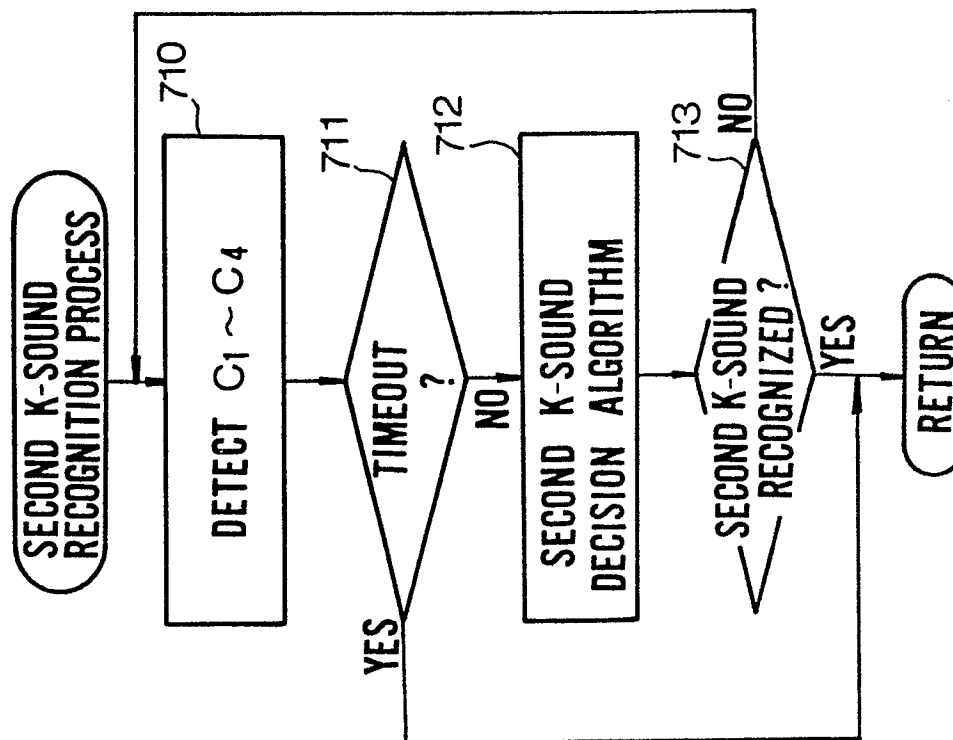 SECOND K-SOUND
RECOGNITION PROCESS
710
DETECT C1 ~ C4
711
TIMEOUT
?
YES
NO
712
SECOND K-SOUND
DECISION ALGORITHM
713
SECOND K-SOUND
RECOGNIZED ?
NO
YES
RETURN